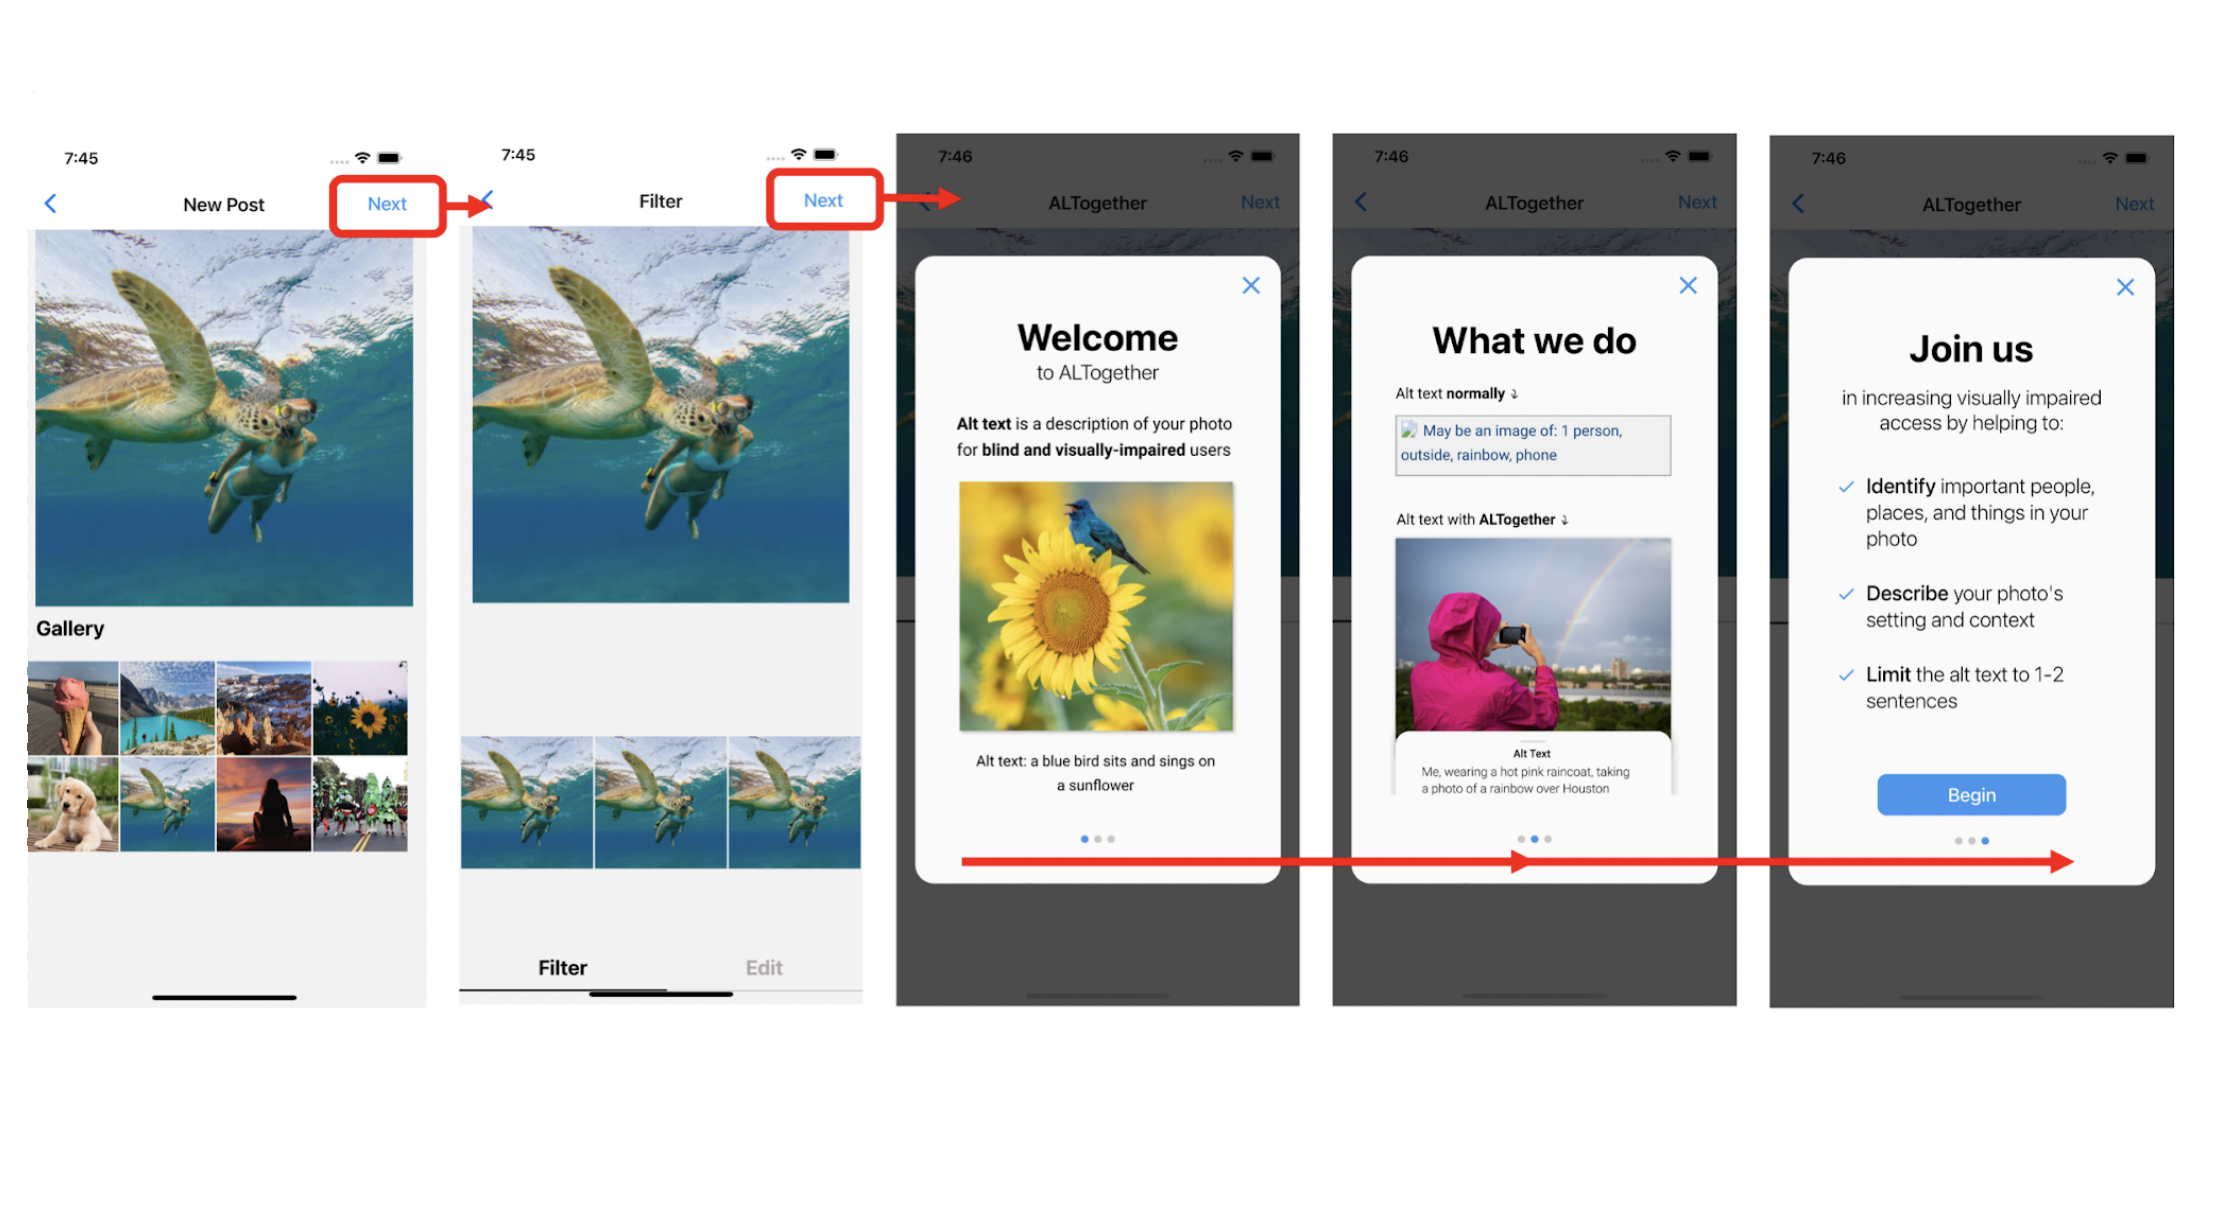 7:45
New Post
Next
Gallery
7:45
Filter
Next
Filter
Edit
7:46
ALTogether
Next
Welcome
to ALTogether
Alt text is a description of your photo
for blind and visually-impaired users
Alt text: a blue bird sits and sings on
a sunflower
7:46
ALTogether
Next
What we do
Alt text normally ⤵
May be an image of: 1 person,
outside, rainbow, phone
Alt text with ALTogether ⤵
Alt Text
Me, wearing a hot pink raincoat, taking
a photo of a rainbow over Houston
7:46
ALTogether
Next
Join us
in increasing visually impaired
access by helping to:
Identify important people,
places, and things in your
photo
Describe your photo's
setting and context
Limit the alt text to 1-2
sentences
Begin